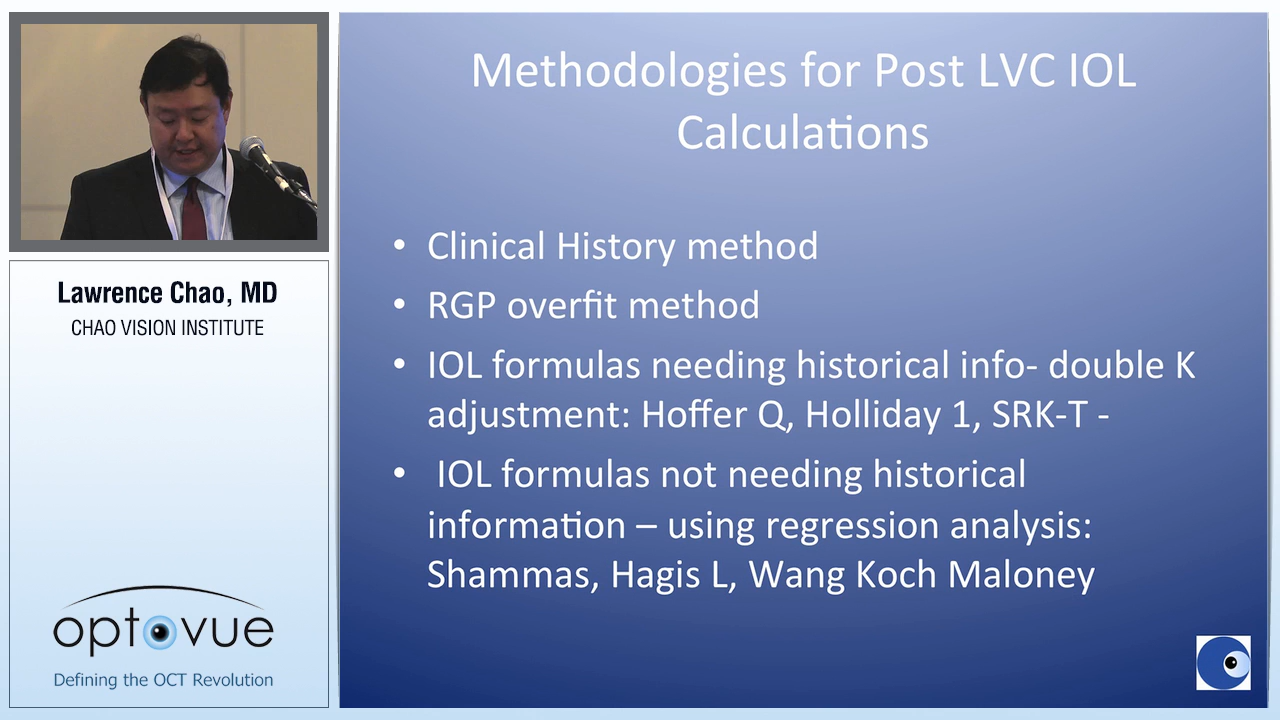 Lawrence Chao, MD
CHAO VISION INSTITUTE
optovue
Defining the OCT Revolution
Methodologies for Post LVC IOL
Calculations
• Clinical History method
• RGP overfit method
• IOL formulas needing historical info- double K
adjustment: Hoffer Q, Holliday 1, SRK-T -
• IOL formulas not needing historical
information – using regression analysis:
Shammas, Hagis L, Wang Koch Maloney